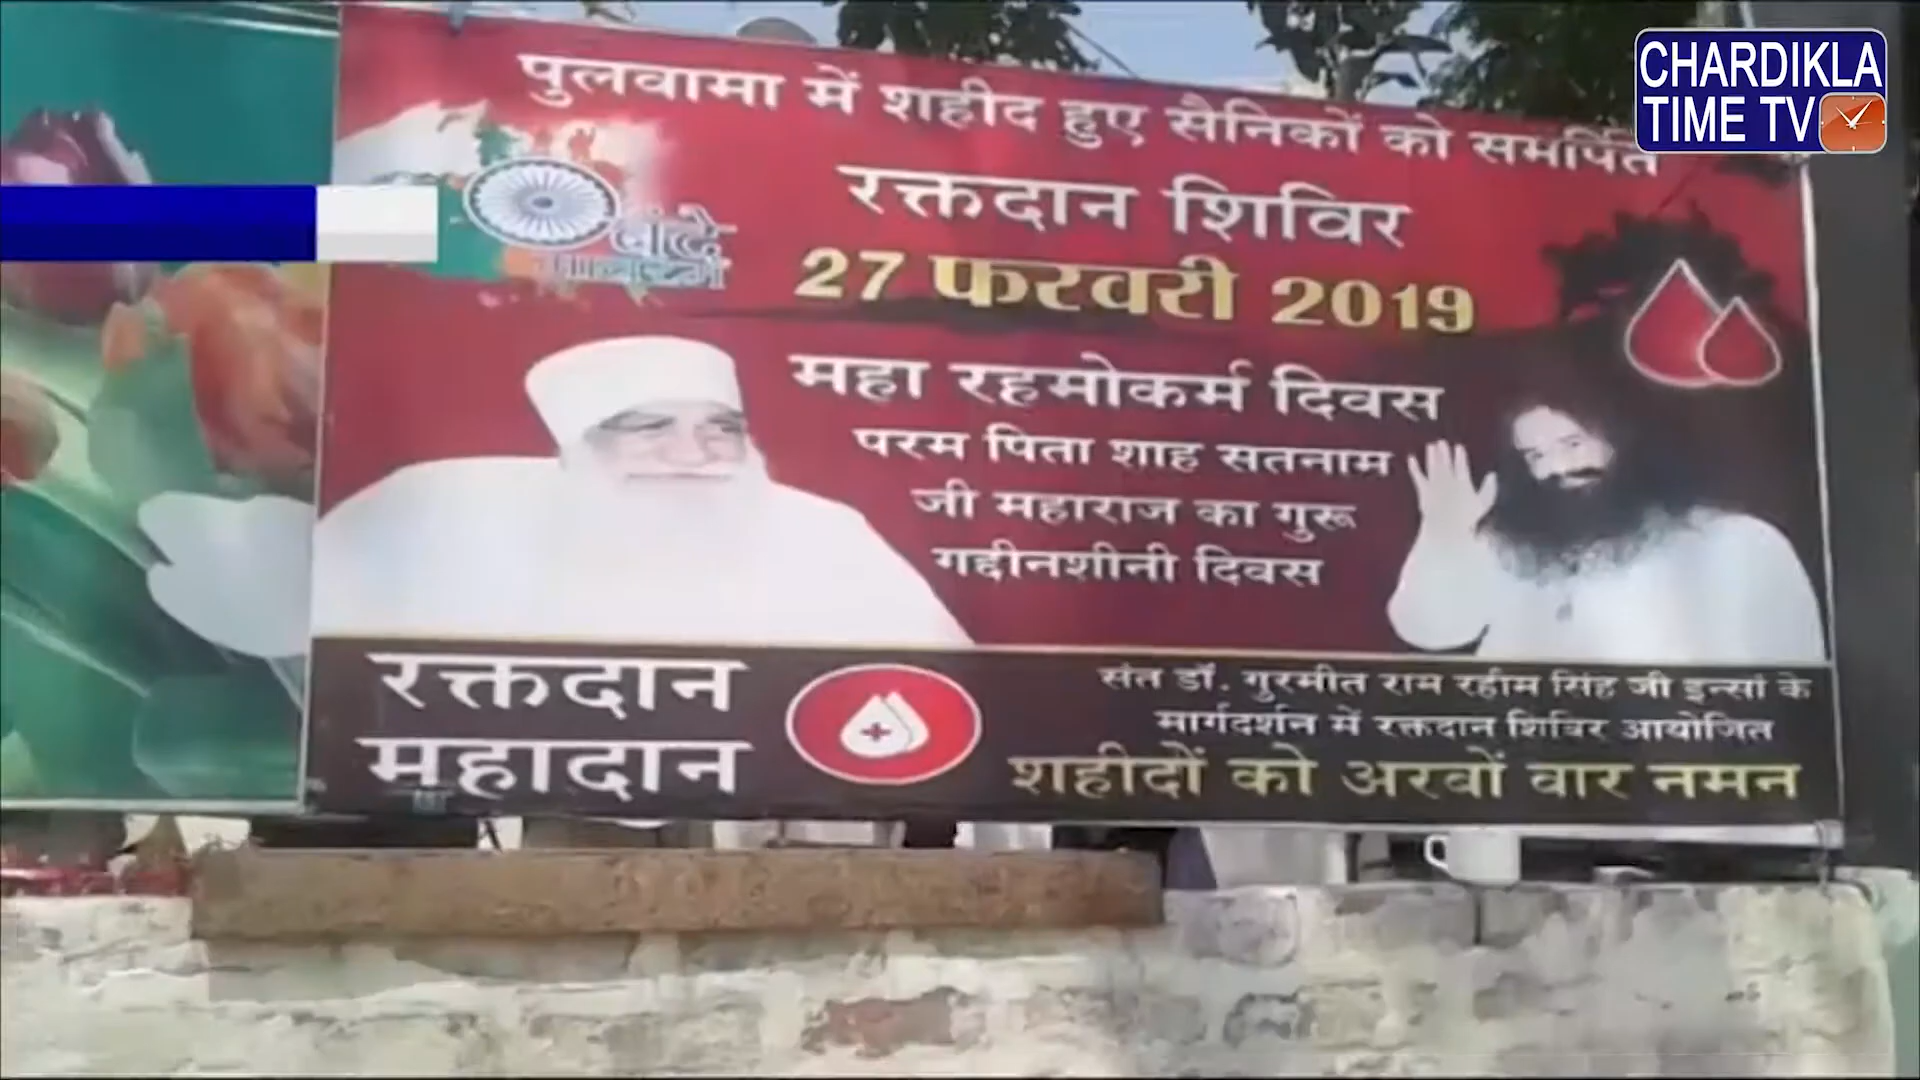 पुलवामा में शहीद हुए सैनिकों को समर्पित
रक्तदान शिविर
27 फरवरी 2019
वंदे
मातरम्
महा रहमोकर्म दिवस
परम पिता शाह सतनाम
जी महाराज का गुरू
गद्दीनशीनी दिवस
रक्तदान
महादान
संत डॉ. गुरमीत राम रहीम सिंह जी इन्सां के
मार्गदर्शन में रक्तदान शिविर आयोजित
शहीदों को अरबों बार नमन
CHARDIKLA
TIME TV